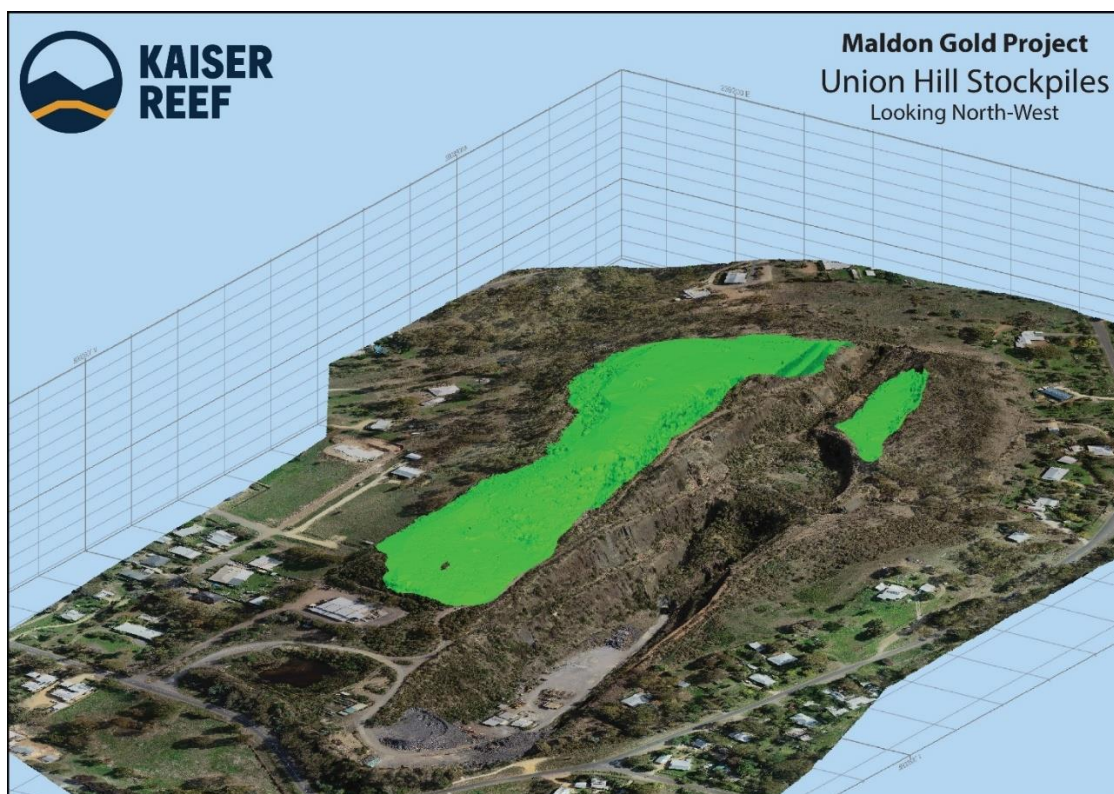 KAISER
REEF
Maldon Gold Project
Union Hill Stockpiles
Looking North-West